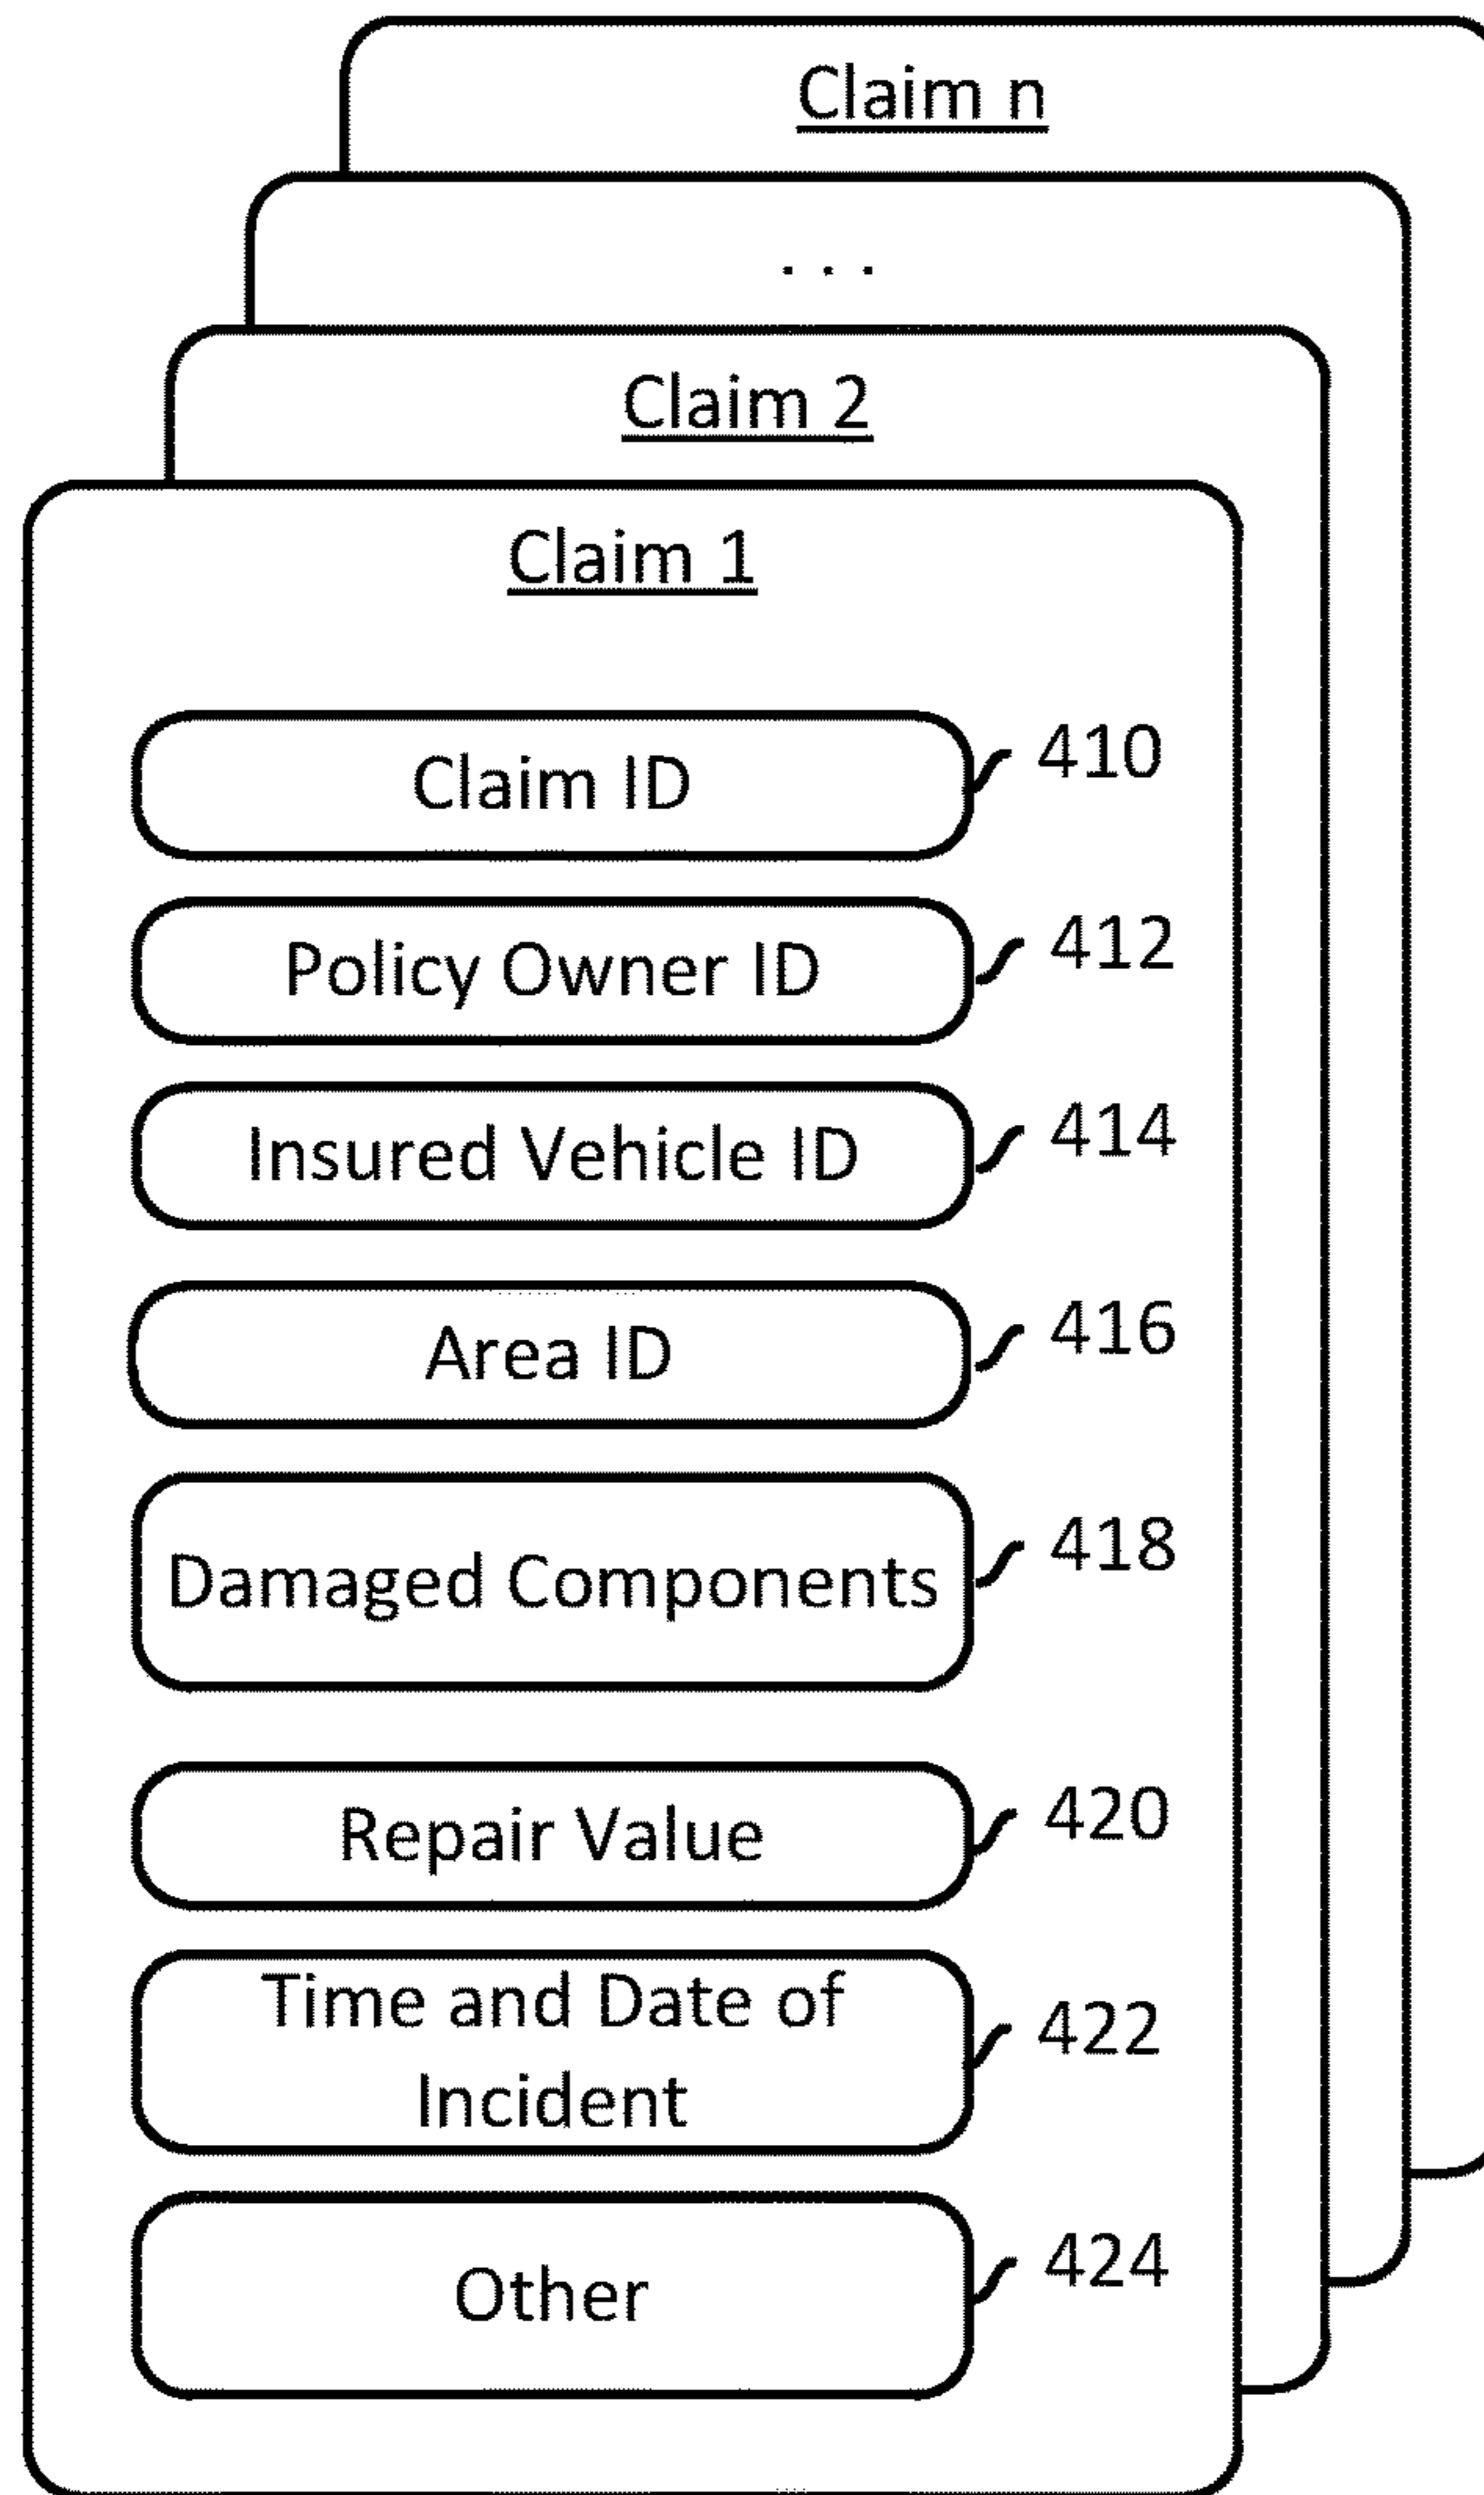 Claim n
. . .
Claim 2
Claim 1
Claim ID
410
Policy Owner ID
412
Insured Vehicle ID
414
Area ID
416
Damaged Components
418
Repair Value
420
Time and Date of
Incident
422
Other
424